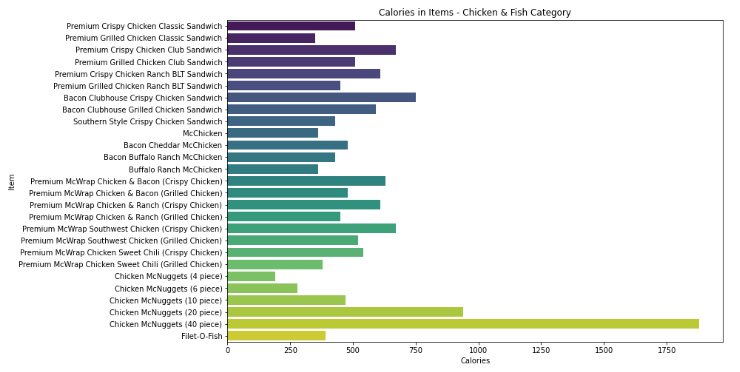 Calories in Items - Chicken & Fish Category
Premium Crispy Chicken Classic Sandwich
Premium Grilled Chicken Classic Sandwich
Premium Crispy Chicken Club Sandwich
Premium Grilled Chicken Club Sandwich
Premium Crispy Chicken Ranch BLT Sandwich
Premium Grilled Chicken Ranch BLT Sandwich
Bacon Clubhouse Crispy Chicken Sandwich
Bacon Clubhouse Grilled Chicken Sandwich
Southern Style Crispy Chicken Sandwich
McChicken
Bacon Cheddar McChicken
Bacon Buffalo Ranch McChicken
Buffalo Ranch McChicken
Premium McWrap Chicken & Bacon (Crispy Chicken)
Premium McWrap Chicken & Bacon (Grilled Chicken)
Premium McWrap Chicken & Ranch (Crispy Chicken)
Premium McWrap Chicken & Ranch (Grilled Chicken)
Premium McWrap Southwest Chicken (Crispy Chicken)
Premium McWrap Southwest Chicken (Grilled Chicken)
Premium McWrap Chicken Sweet Chili (Crispy Chicken)
Premium McWrap Chicken Sweet Chili (Grilled Chicken)
Chicken McNuggets (4 piece)
Chicken McNuggets (6 piece)
Chicken McNuggets (10 piece)
Chicken McNuggets (20 piece)
Chicken McNuggets (40 piece)
Filet-O-Fish
Item
0 250 500 750 1000 1250 1500 1750
Calories